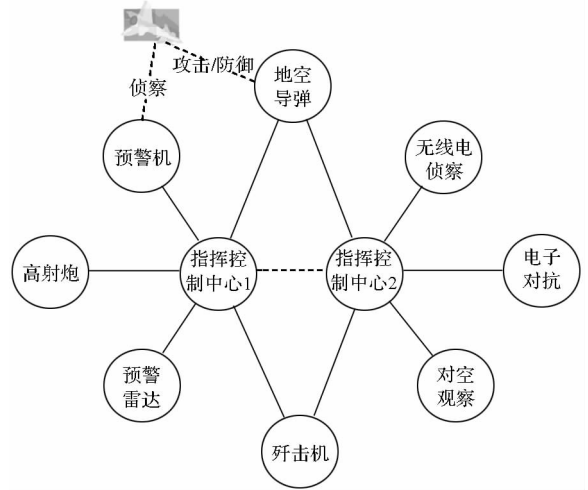 攻击/防御
侦察
地空
导弹
预警机
无线电
侦察
高射炮
指挥控
制中心1
指挥控
制中心2
电子
对抗
预警
雷达
对空
观察
歼击机